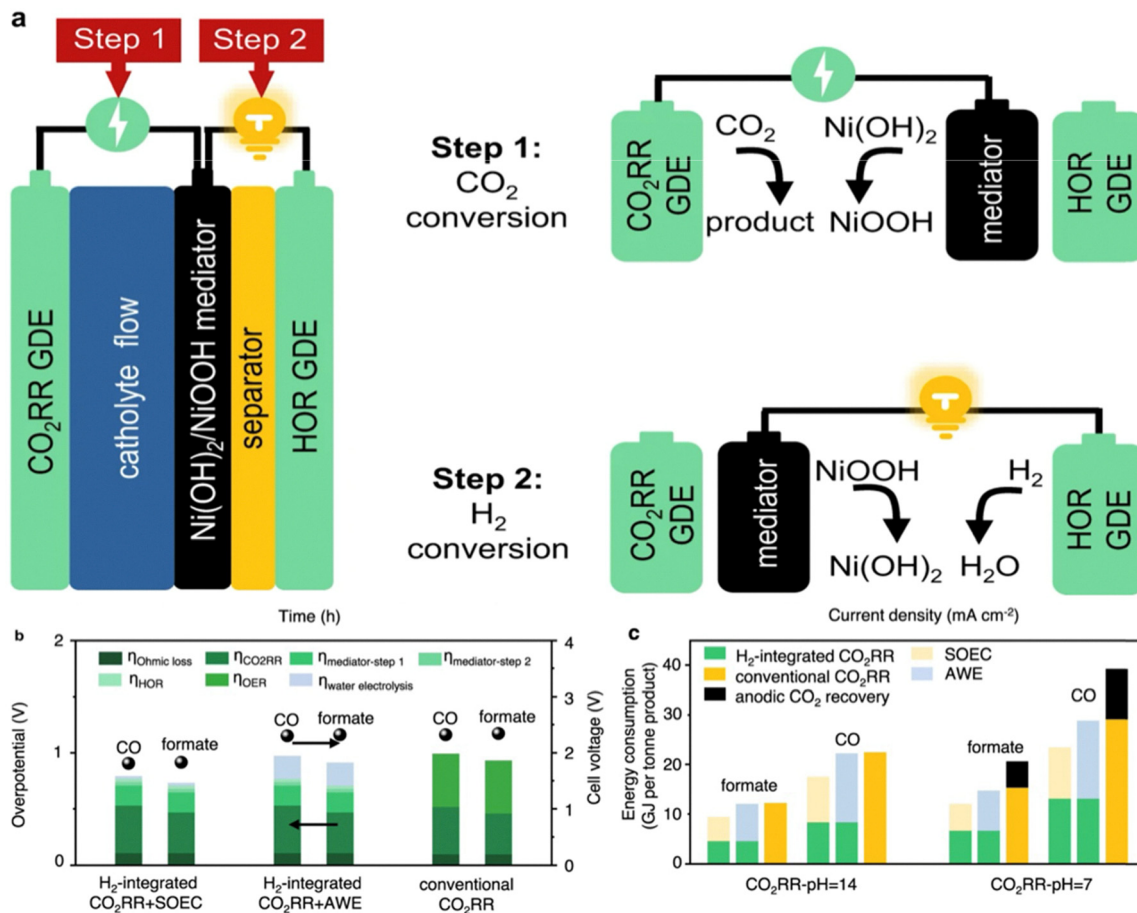 a
Step 1
Step 2
CO₂RR GDE
catholyte flow
Ni(OH)₂/NiOOH mediator
separator
HOR GDE
Step 1:
CO₂
conversion
CO₂RR
GDE
CO₂
product
Ni(OH)₂
NiOOH
mediator
HOR
GDE
Step 2:
H₂
conversion
CO₂RR
GDE
mediator
NiOOH
Ni(OH)₂
H₂
H₂O
HOR
GDE
Time (h)
Current density (mA cm⁻²)
b
Overpotential (V)
2
1
0
ηOhmic loss
ηCO2RR
ηmediator-step 1
ηmediator-step 2
ηHOR
ηOER
ηwater electrolysis
CO
formate
CO
formate
CO
formate
4
3
2
1
0
Cell voltage (V)
H₂-integrated
CO₂RR+SOEC
H₂-integrated
CO₂RR+AWE
conventional
CO₂RR
c
Energy consumption
(GJ per tonne product)
40
30
20
10
0
H₂-integrated CO₂RR
conventional CO₂RR
anodic CO₂ recovery
SOEC
AWE
formate
CO
formate
CO
CO₂RR-pH=14
CO₂RR-pH=7